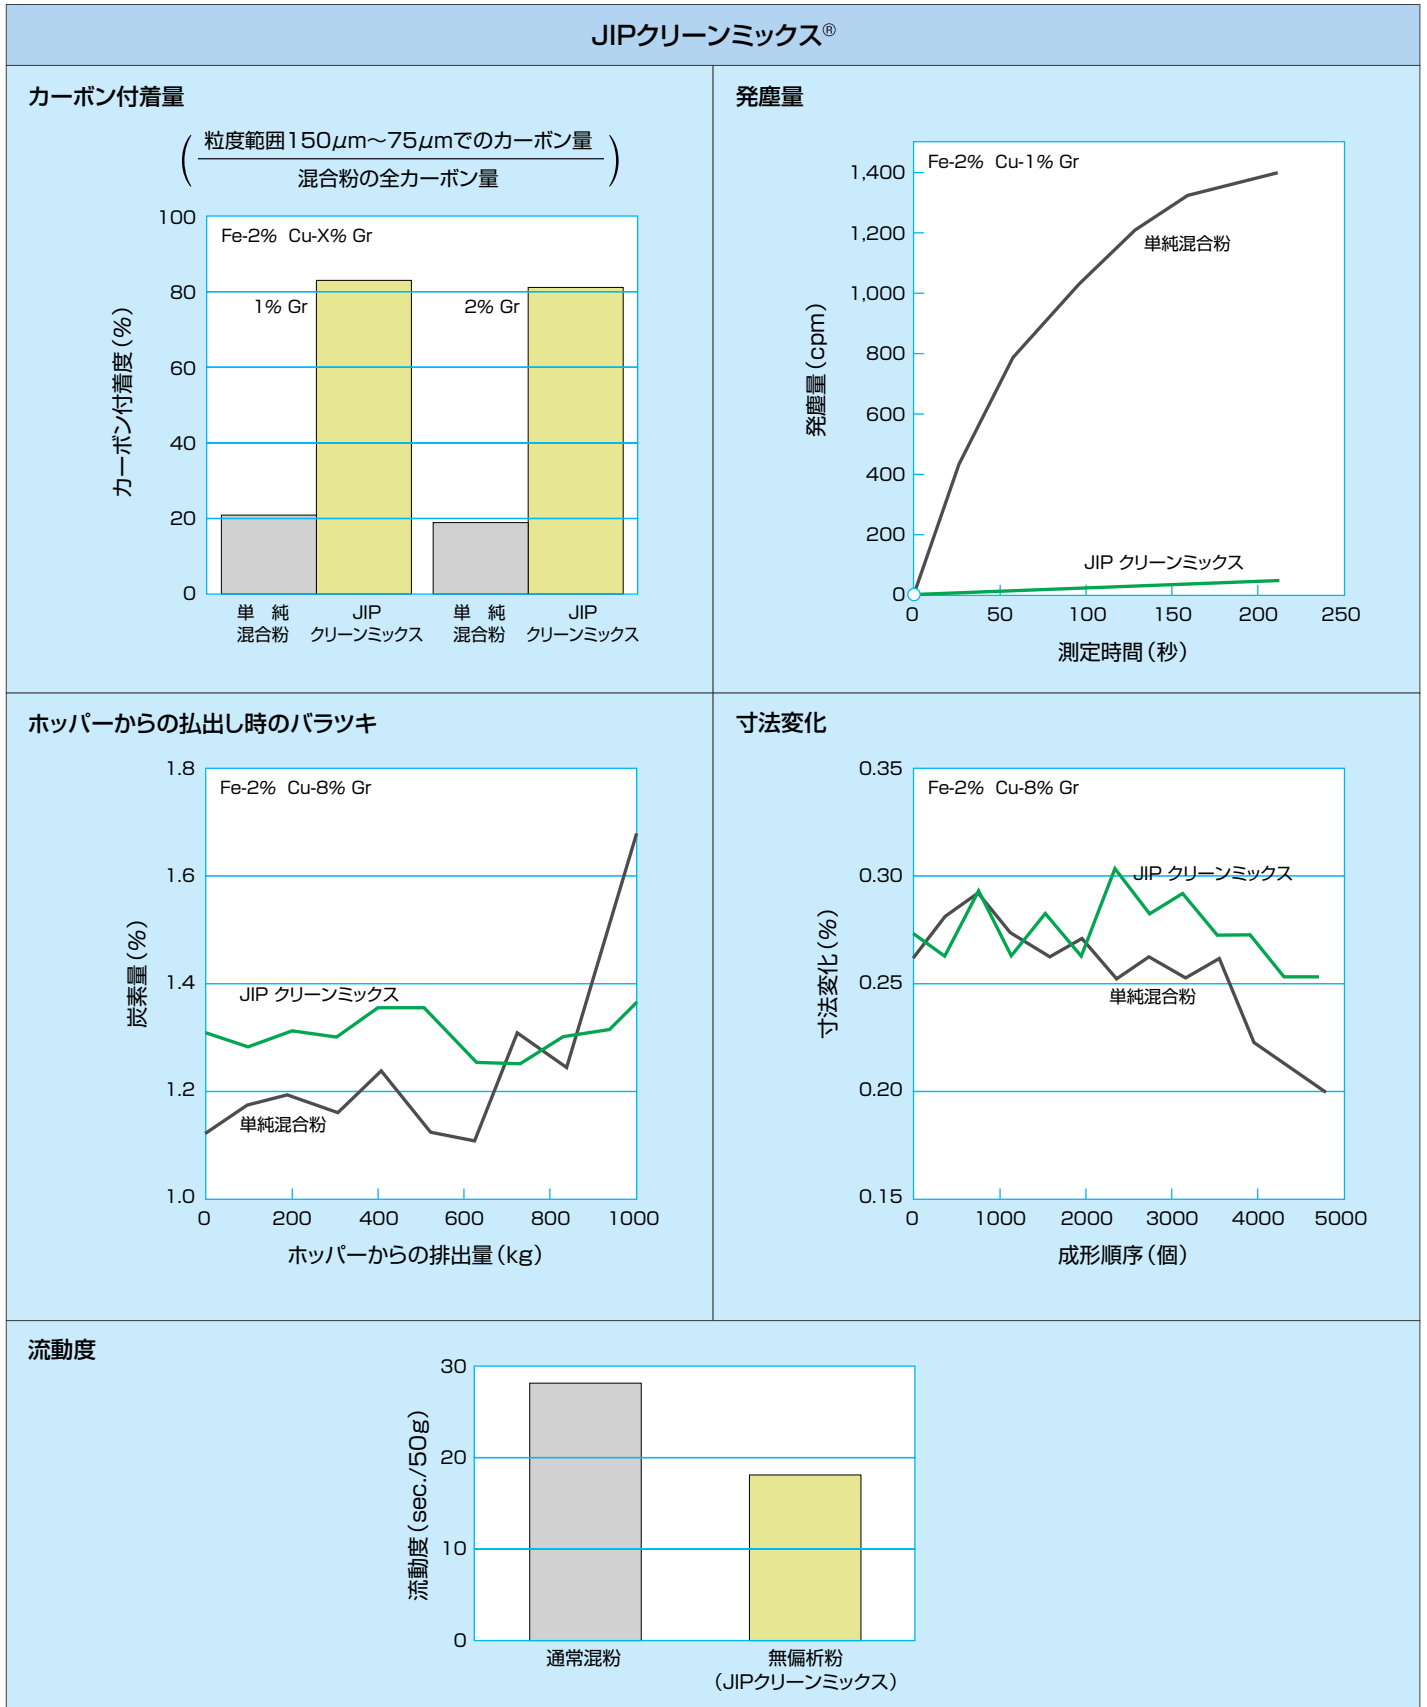 JIPクリーンミックス®
カーボン付着量
粒度範囲150μm～75μmでのカーボン量
混合粉の全カーボン量
カーボン付着度（%）
100
80
60
40
20
0
Fe-2% Cu-X% Gr
1% Gr
2% Gr
単　純
混合粉
JIP
クリーンミックス
単　純
混合粉
JIP
クリーンミックス
発塵量
発塵量（cpm）
1,400
1,200
1,000
800
600
400
200
0
Fe-2% Cu-1% Gr
単純混合粉
JIP クリーンミックス
0 50 100 150 200 250
測定時間（秒）
ホッパーからの払出し時のバラツキ
炭素量（%）
1.8
1.6
1.4
1.2
1.0
Fe-2% Cu-8% Gr
JIP クリーンミックス
単純混合粉
0 200 400 600 800 1000
ホッパーからの排出量（kg）
寸法変化
寸法変化（%）
0.35
0.30
0.25
0.20
0.15
Fe-2% Cu-8% Gr
JIP クリーンミックス
単純混合粉
0 1000 2000 3000 4000 5000
成形順序（個）
流動度
流動度（sec./50g）
30
20
10
0
通常混粉
無偏析粉
（JIPクリーンミックス）